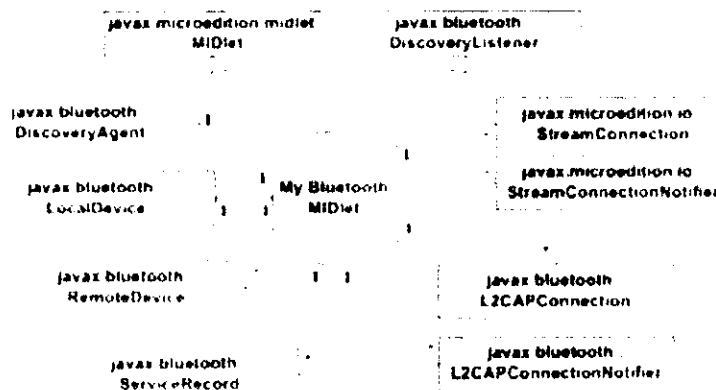 javax microedition midlet
MIDlet
javax bluetooth
DiscoveryListener
javax bluetooth
DiscoveryAgent
javax microedition io
StreamConnection
javax microedition io
StreamConnectionNotifier
javax bluetooth
LocalDevice
My Bluetooth
MIDlet
javax bluetooth
RemoteDevice
javax bluetooth
L2CAPConnection
javax bluetooth
ServiceRecord
javax bluetooth
L2CAPConnectionNotifier